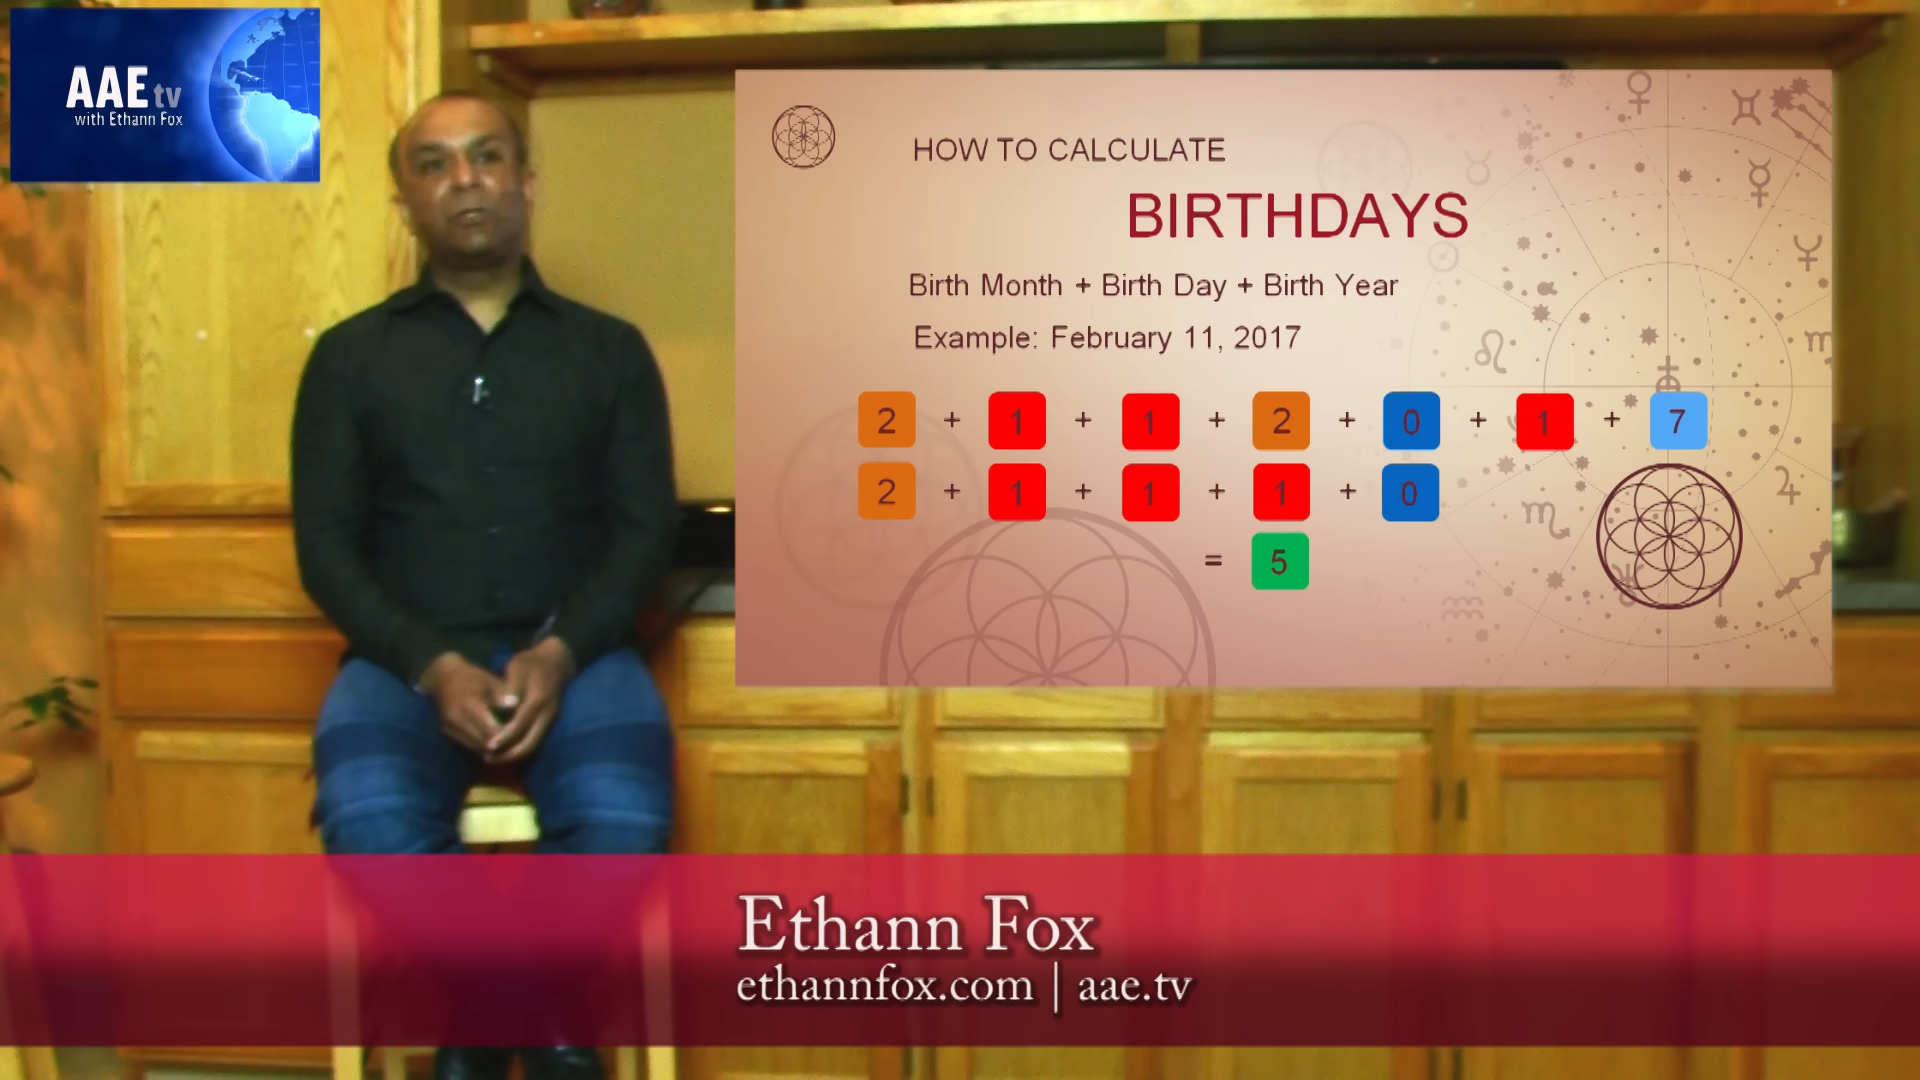 AAE tv
with Ethann Fox
HOW TO CALCULATE
BIRTHDAYS
Birth Month + Birth Day + Birth Year
Example: February 11, 2017
2 + 1 + 1 + 2 + 0 + 1 + 7
2 + 1 + 1 + 1 + 0
= 5
Ethann Fox
ethannfox.com | aae.tv